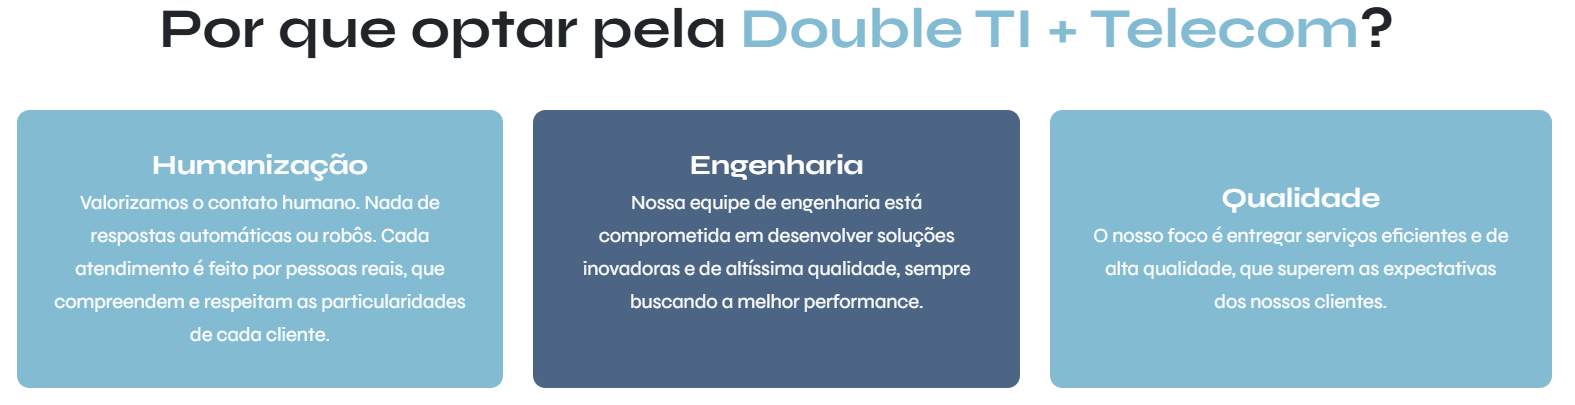 Por que optar pela Double TI + Telecom?
Humanização
Valorizamos o contato humano. Nada de
respostas automáticas ou robôs. Cada
atendimento é feito por pessoas reais, que
compreendem e respeitam as particularidades
de cada cliente.
Engenharia
Nossa equipe de engenharia está
comprometida em desenvolver soluções
inovadoras e de altíssima qualidade, sempre
buscando a melhor performance.
Qualidade
O nosso foco é entregar serviços eficientes e de
alta qualidade, que superem as expectativas
dos nossos clientes.